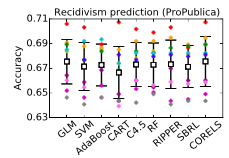 Recidivism prediction (ProPublica)
0.71
0.69
0.67
0.65
0.63
Accuracy
GLM
SVM
AdaBoost
CART
C4.5
RF
RIPPER
SBRL
CORELS